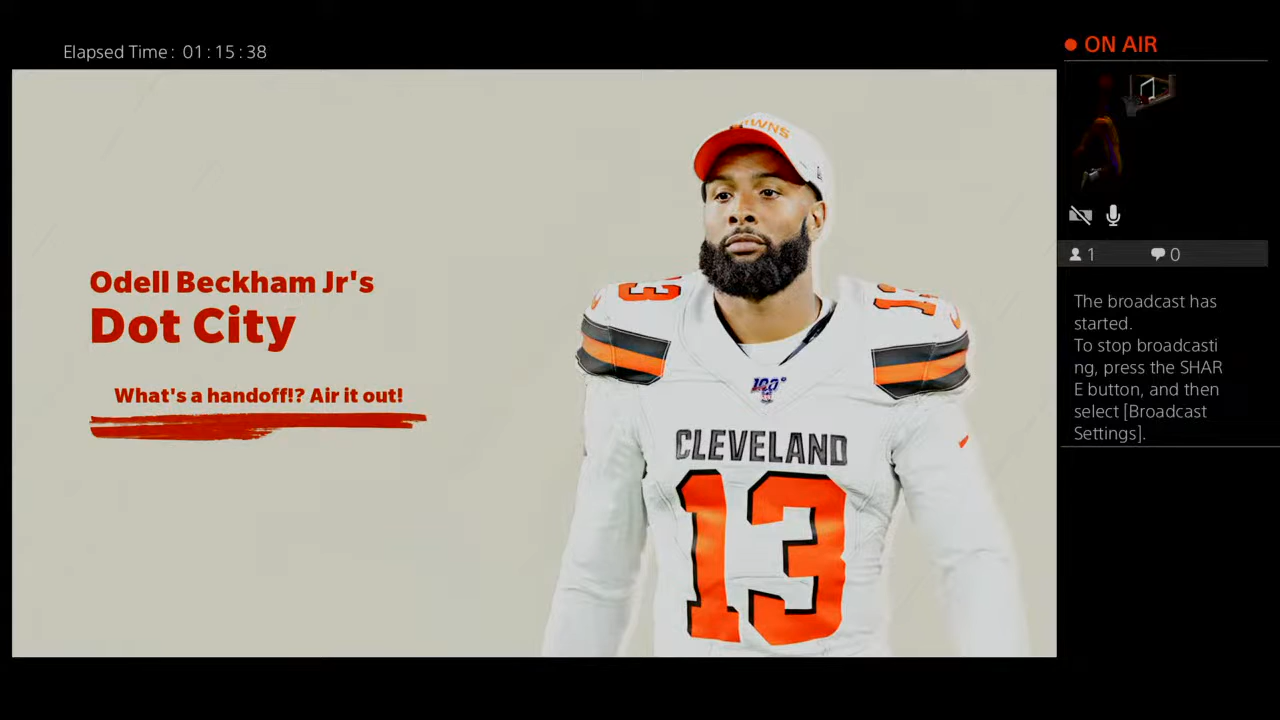 Elapsed Time: 01:15:38
ON AIR
1
0
The broadcast has
started.
To stop broadcasti
ng, press the SHAR
E button, and then
select [Broadcast
Settings].
Odell Beckham Jr's
Dot City
What's a handoff!? Air it out!
WNS
13
13
100
CLEVELAND
13